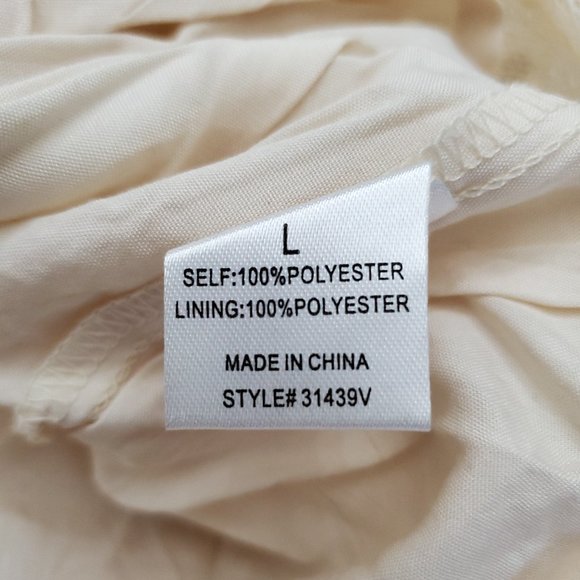 L
SELF:100%POLYESTER
LINING:100%POLYESTER
MADE IN CHINA
STYLE# 31439V